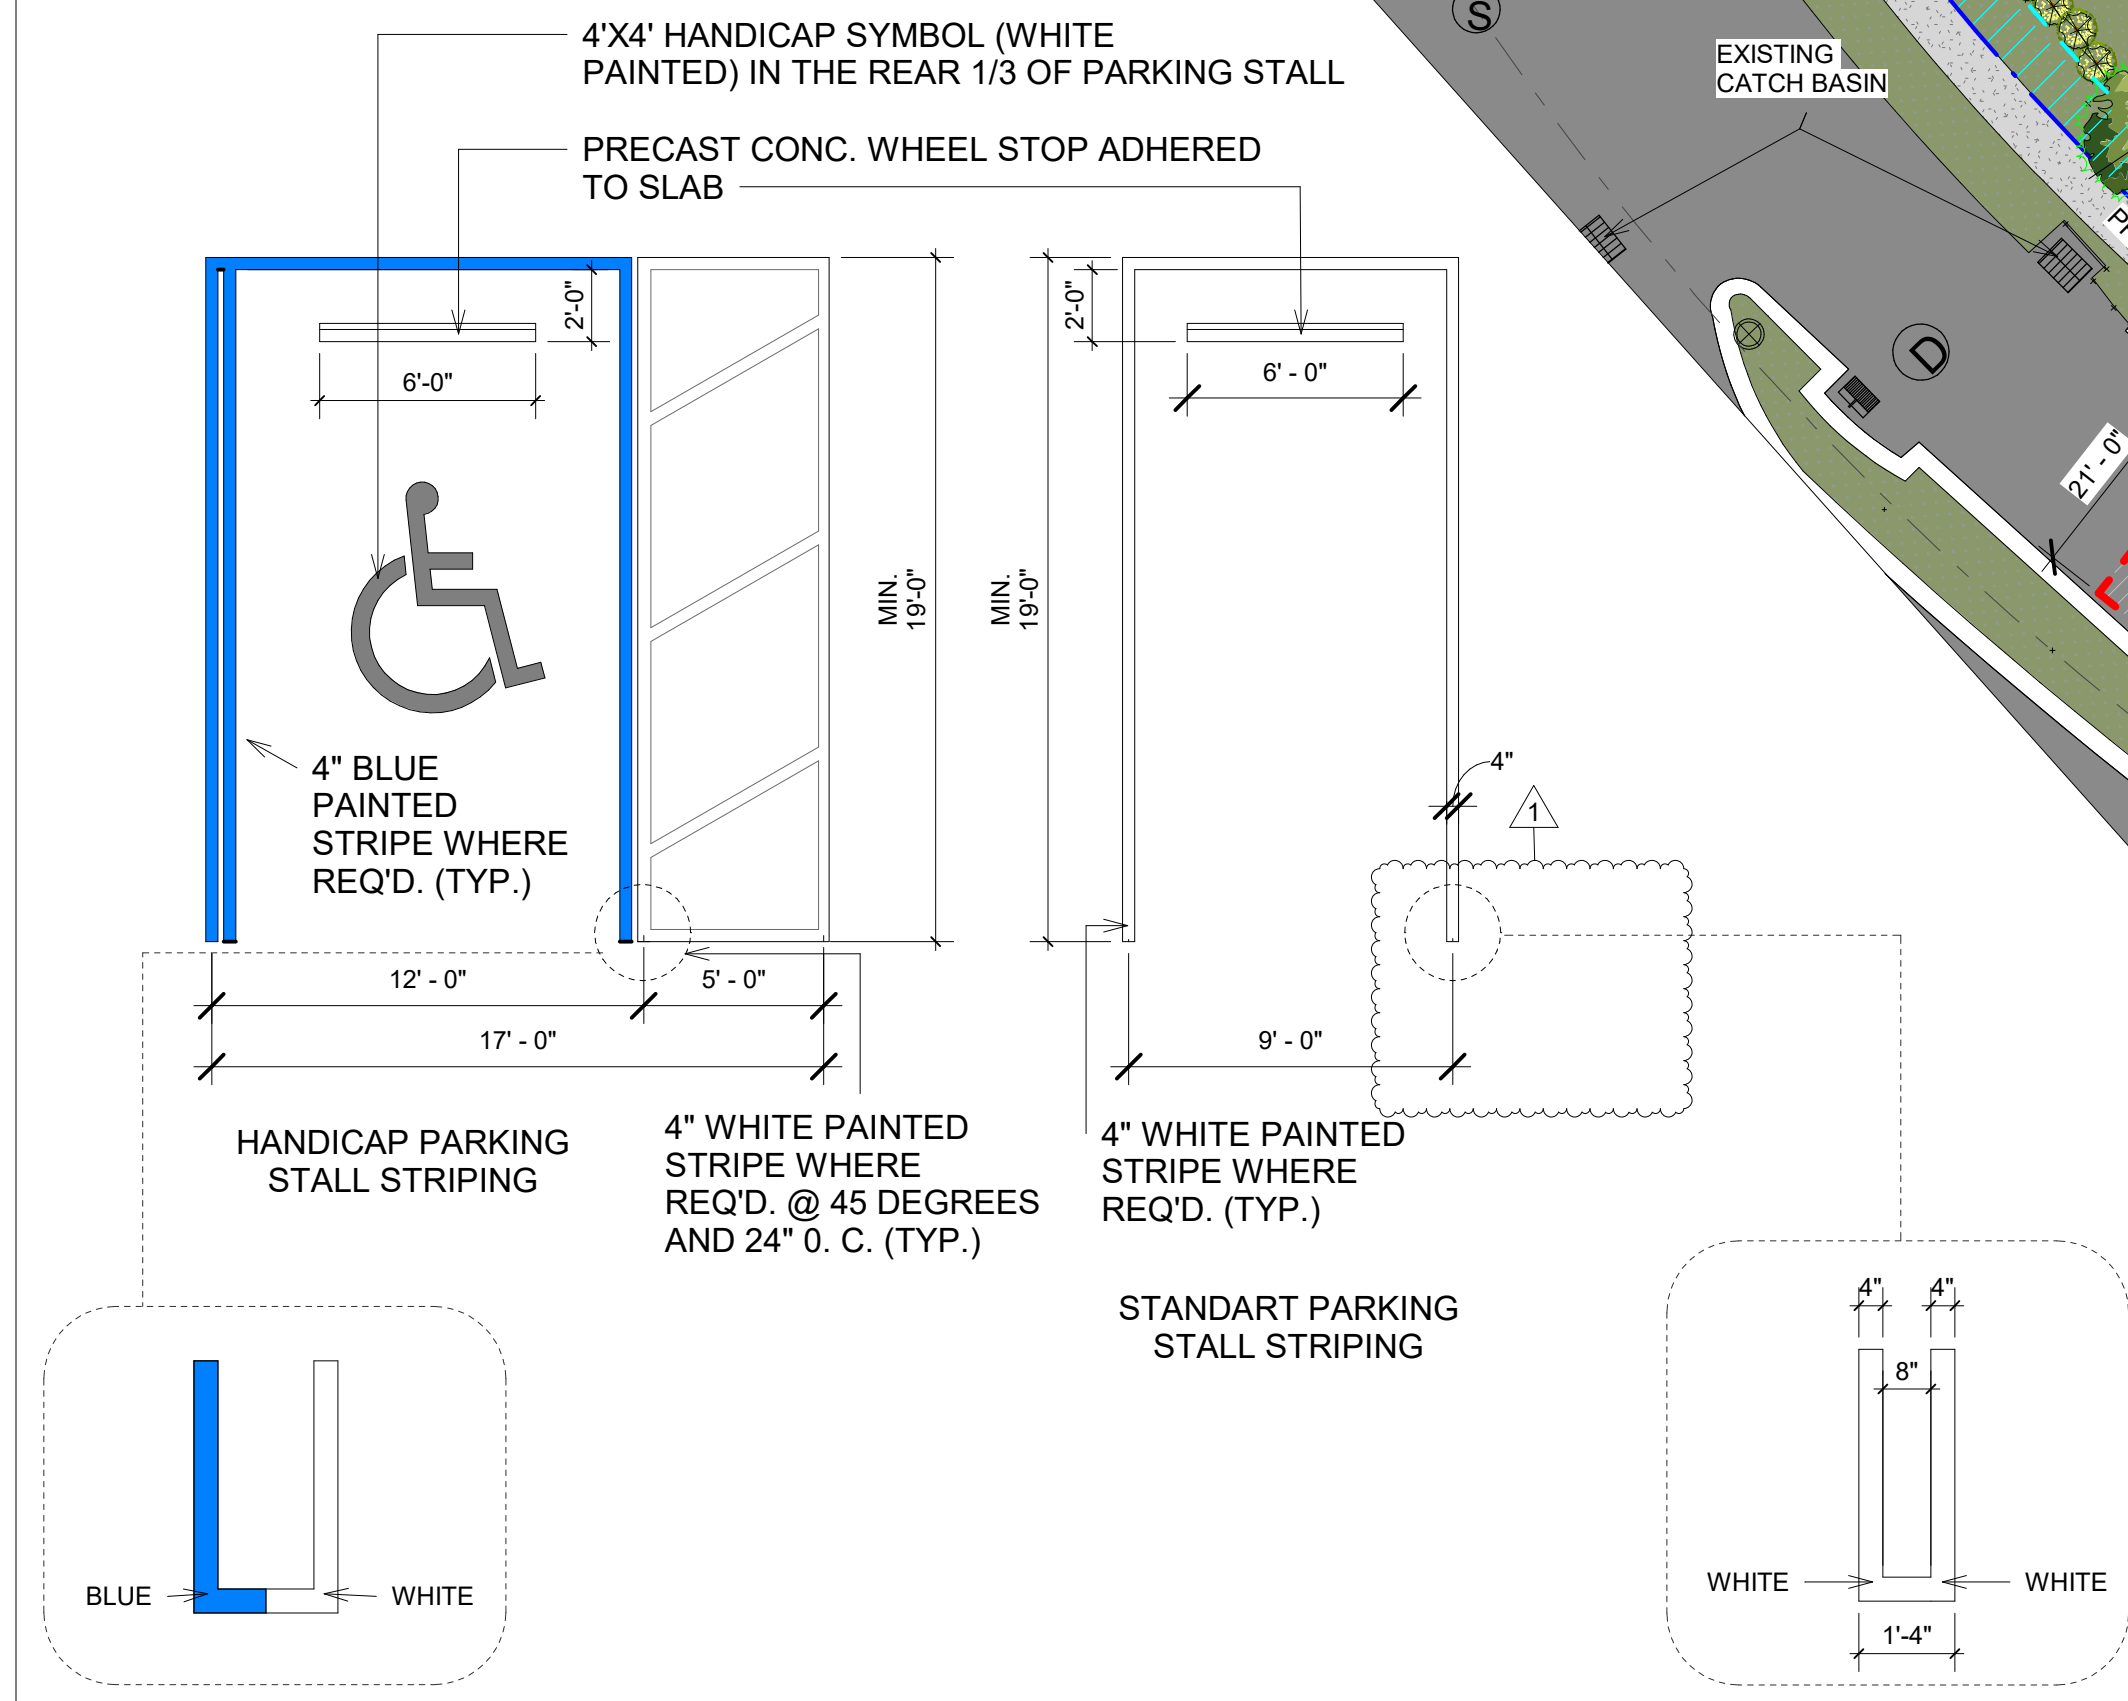 4'X4' HANDICAP SYMBOL (WHITE
PAINTED) IN THE REAR 1/3 OF PARKING STALL
PRECAST CONC. WHEEL STOP ADHERED
TO SLAB
S
EXISTING
CATCH BASIN
D
21' - 0"
2'-0"
6'-0"
MIN.
19'-0"
4" BLUE
PAINTED
STRIPE WHERE
REQ'D. (TYP.)
12' - 0"
5' - 0"
17' - 0"
HANDICAP PARKING
STALL STRIPING
4" WHITE PAINTED
STRIPE WHERE
REQ'D. @ 45 DEGREES
AND 24" 0. C. (TYP.)
BLUE
WHITE
2'-0"
6' - 0"
MIN.
19'-0"
4"
1
9' - 0"
4" WHITE PAINTED
STRIPE WHERE
REQ'D. (TYP.)
STANDART PARKING
STALL STRIPING
4"
4"
8"
WHITE
WHITE
1'-4"